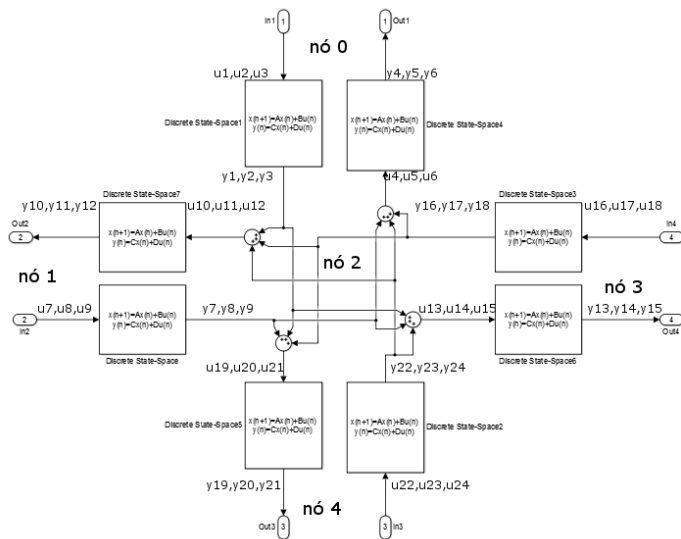 In1
1
nó 0
1
Out1
u1,u2,u3
y4,y5,y6
Discrete State-Space1
x(n+1)=Ax(n)+Bu(n)
y(n)=Cx(n)+Du(n)
x(n+1)=Ax(n)+Bu(n)
y(n)=Cx(n)+Du(n)
Discrete State-Space4
y1,y2,y3
u4,u5,u6
Discrete State-Space7
Discrete State-Space3
y10,y11,y12
u10,u11,u12
y16,y17,y18
u16,u17,u18
Out2
2
x(n+1)=Ax(n)+Bu(n)
y(n)=Cx(n)+Du(n)
x(n+1)=Ax(n)+Bu(n)
y(n)=Cx(n)+Du(n)
In4
4
nó 1
nó 2
nó 3
u7,u8,u9
y7,y8,y9
u13,u14,u15
y13,y14,y15
2
In2
x(n+1)=Ax(n)+Bu(n)
y(n)=Cx(n)+Du(n)
x(n+1)=Ax(n)+Bu(n)
y(n)=Cx(n)+Du(n)
4
Out4
Discrete State-Space
Discrete State-Space6
u19,u20,u21
y22,y23,y24
Discrete State-Space5
x(n+1)=Ax(n)+Bu(n)
y(n)=Cx(n)+Du(n)
x(n+1)=Ax(n)+Bu(n)
y(n)=Cx(n)+Du(n)
Discrete State-Space2
y19,y20,y21
u22,u23,u24
nó 4
3
Out3
3
In3